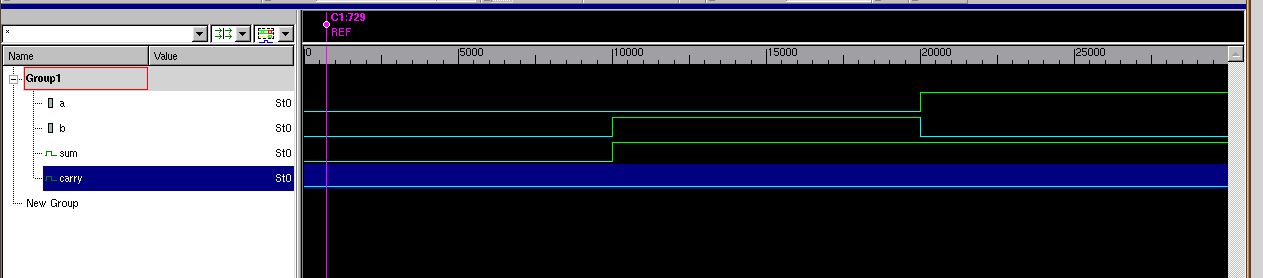 C1:729
REF
*
Name Value
0 5000 10000 15000 20000 25000
Group1
a St0
b St0
sum St0
carry St0
New Group